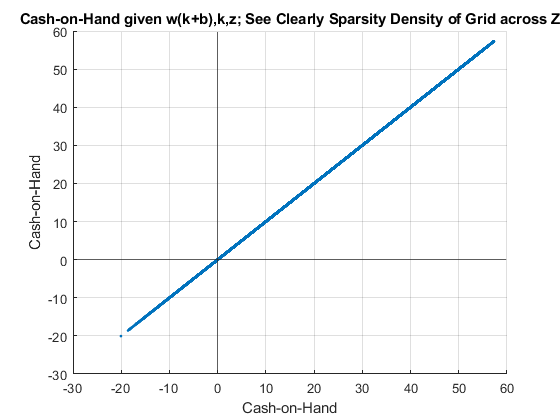 Cash-on-Hand given w(k+b),k,z; See Clearly Sparsity Density of Grid across Z
60
50
40
30
20
10
0
-10
-20
-30
Cash-on-Hand
-30 -20 -10 0 10 20 30 40 50 60
Cash-on-Hand